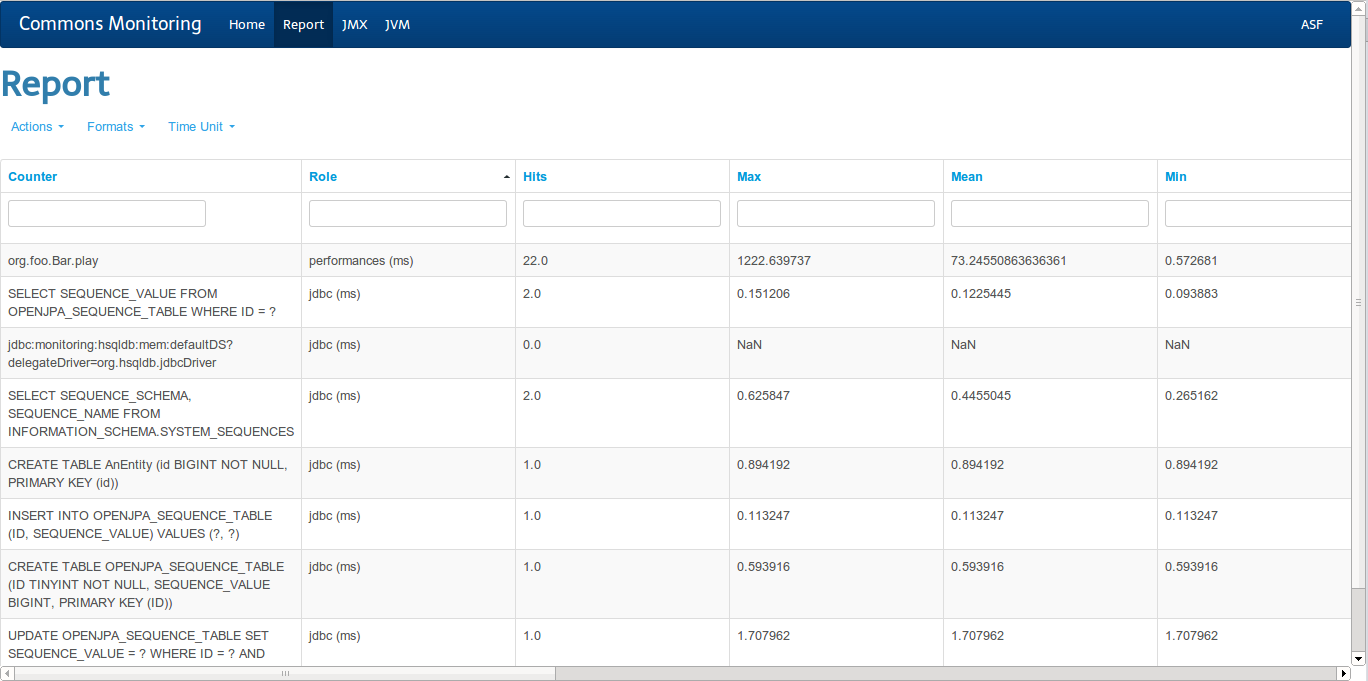 Commons Monitoring Home Report JMX JVM ASF
Report
Actions Formats Time Unit
Counter Role Hits Max Mean Min
org.foo.Bar.play performances (ms) 22.0 1222.639737 73.24550863636361 0.572681
SELECT SEQUENCE_VALUE FROM jdbc (ms) 2.0 0.151206 0.1225445 0.093883
OPENJPA_SEQUENCE_TABLE WHERE ID = ?
jdbc:monitoring:hsqldb:mem:defaultDS? jdbc (ms) 0.0 NaN NaN NaN
delegateDriver=org.hsqldb.jdbcDriver
SELECT SEQUENCE_SCHEMA, jdbc (ms) 2.0 0.625847 0.4455045 0.265162
SEQUENCE_NAME FROM
INFORMATION_SCHEMA.SYSTEM_SEQUENCES
CREATE TABLE AnEntity (id BIGINT NOT NULL, jdbc (ms) 1.0 0.894192 0.894192 0.894192
PRIMARY KEY (id))
INSERT INTO OPENJPA_SEQUENCE_TABLE jdbc (ms) 1.0 0.113247 0.113247 0.113247
(ID, SEQUENCE_VALUE) VALUES (?, ?)
CREATE TABLE OPENJPA_SEQUENCE_TABLE jdbc (ms) 1.0 0.593916 0.593916 0.593916
(ID TINYINT NOT NULL, SEQUENCE_VALUE
BIGINT, PRIMARY KEY (ID))
UPDATE OPENJPA_SEQUENCE_TABLE SET jdbc (ms) 1.0 1.707962 1.707962 1.707962
SEQUENCE_VALUE = ? WHERE ID = ? AND